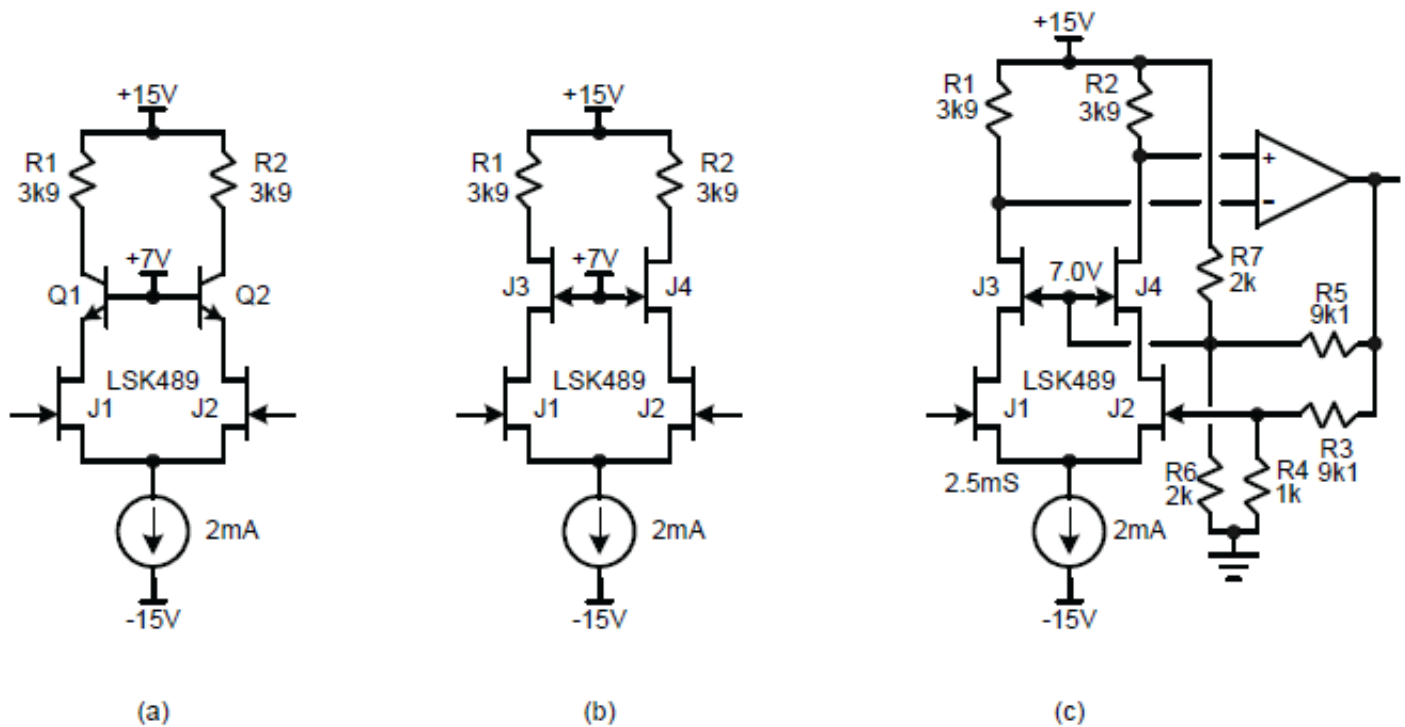 +15V
R1
3k9
R2
3k9
+7V
Q1
Q2
LSK489
J1
J2
2mA
-15V
(a)
+15V
R1
3k9
R2
3k9
+7V
J3
J4
LSK489
J1
J2
2mA
-15V
(b)
+15V
R1
3k9
R2
3k9
+
-
R7
2k
J3
7.0V
J4
R5
9k1
LSK489
J1
J2
R3
9k1
2.5mS
R6
2k
R4
1k
2mA
-15V
(c)